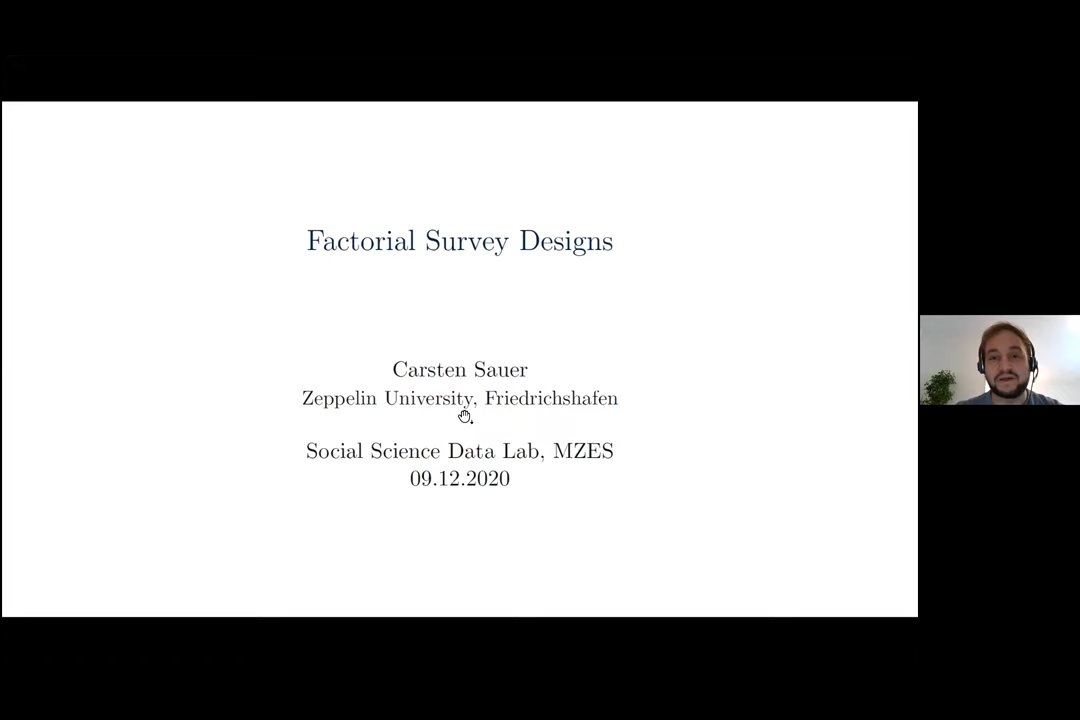 Factorial Survey Designs
Carsten Sauer
Zeppelin University, Friedrichshafen
Social Science Data Lab, MZES
09.12.2020